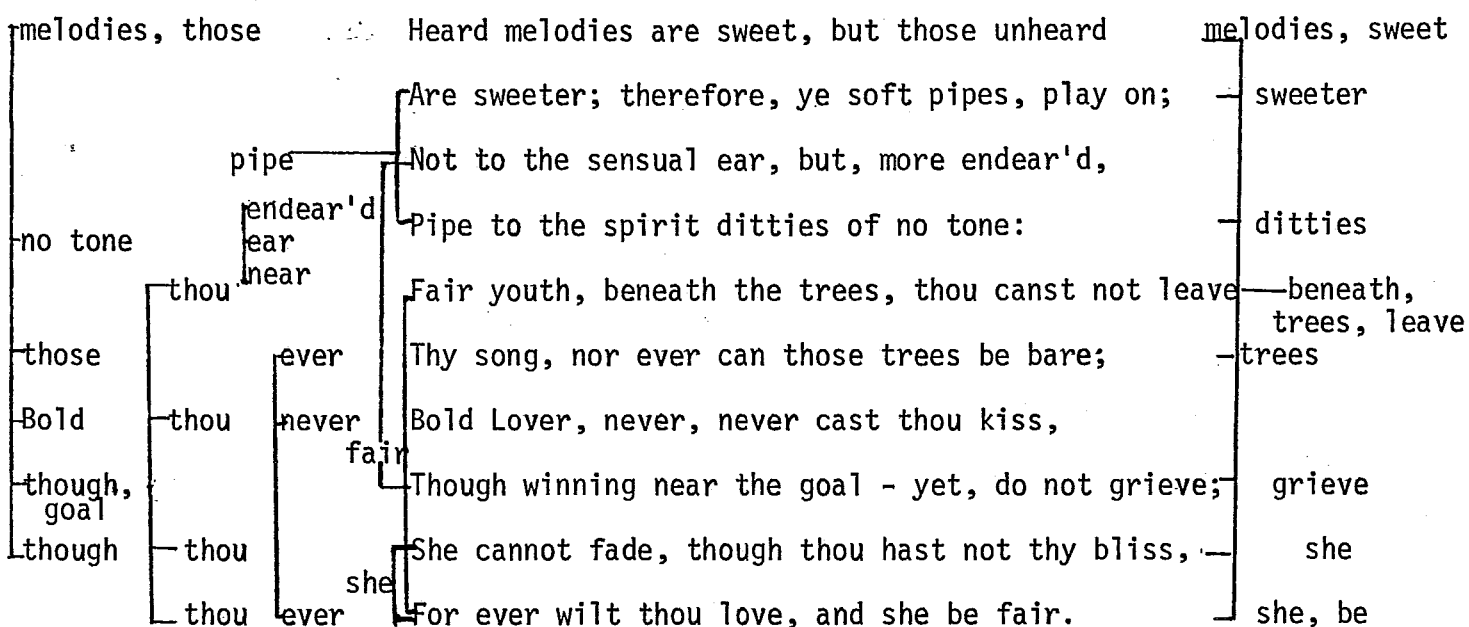 melodies, those Heard melodies are sweet, but those unheard melodies, sweet
Are sweeter; therefore, ye soft pipes, play on; sweeter
pipe Not to the sensual ear, but, more endear'd,
endear'd
no tone ear Pipe to the spirit ditties of no tone: ditties
near
thou Fair youth, beneath the trees, thou canst not leave beneath,
trees, leave
those ever Thy song, nor ever can those trees be bare; trees
Bold thou never Bold Lover, never, never cast thou kiss,
fair
though, Though winning near the goal - yet, do not grieve; grieve
goal
though thou She cannot fade, though thou hast not thy bliss, she
she
thou ever For ever wilt thou love, and she be fair. she, be